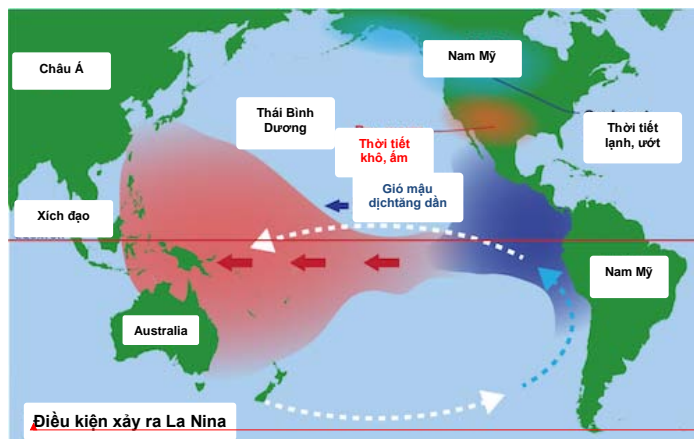 Châu Á
Nam Mỹ
Thái Bình
Dương
Thời tiết
khô, ấm
Thời tiết
lạnh, ướt
Gió mậu
dịchtăng dần
Xích đạo
Nam Mỹ
Australia
Điều kiện xảy ra La Nina